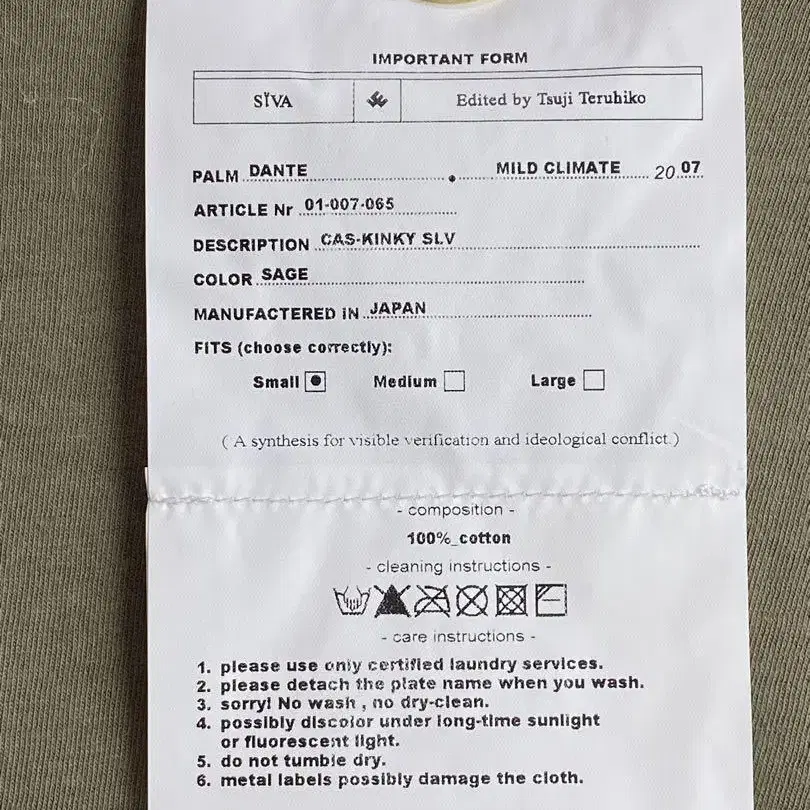 IMPORTANT FORM
SIVA Edited by Tsuji Teruhiko
PALM DANTE . MILD CLIMATE 20 07
ARTICLE Nr 01-007-065
DESCRIPTION CAS-KINKY SLV
COLOR SAGE
MANUFACTERED iN JAPAN
FITS (choose correctly):
Small Medium Large
( A synthesis for visible verification and ideological conflict.)
- composition -
100%_cotton
- cleaning instructions -
- care instructions -
1. please use only certified laundry services.
2. please detach the plate name when you wash.
3. sorry! No wash , no dry-clean.
4. possibly discolor under long-time sunlight
or fluorescent light.
5. do not tumble dry.
6. metal labels possibly damage the cloth.